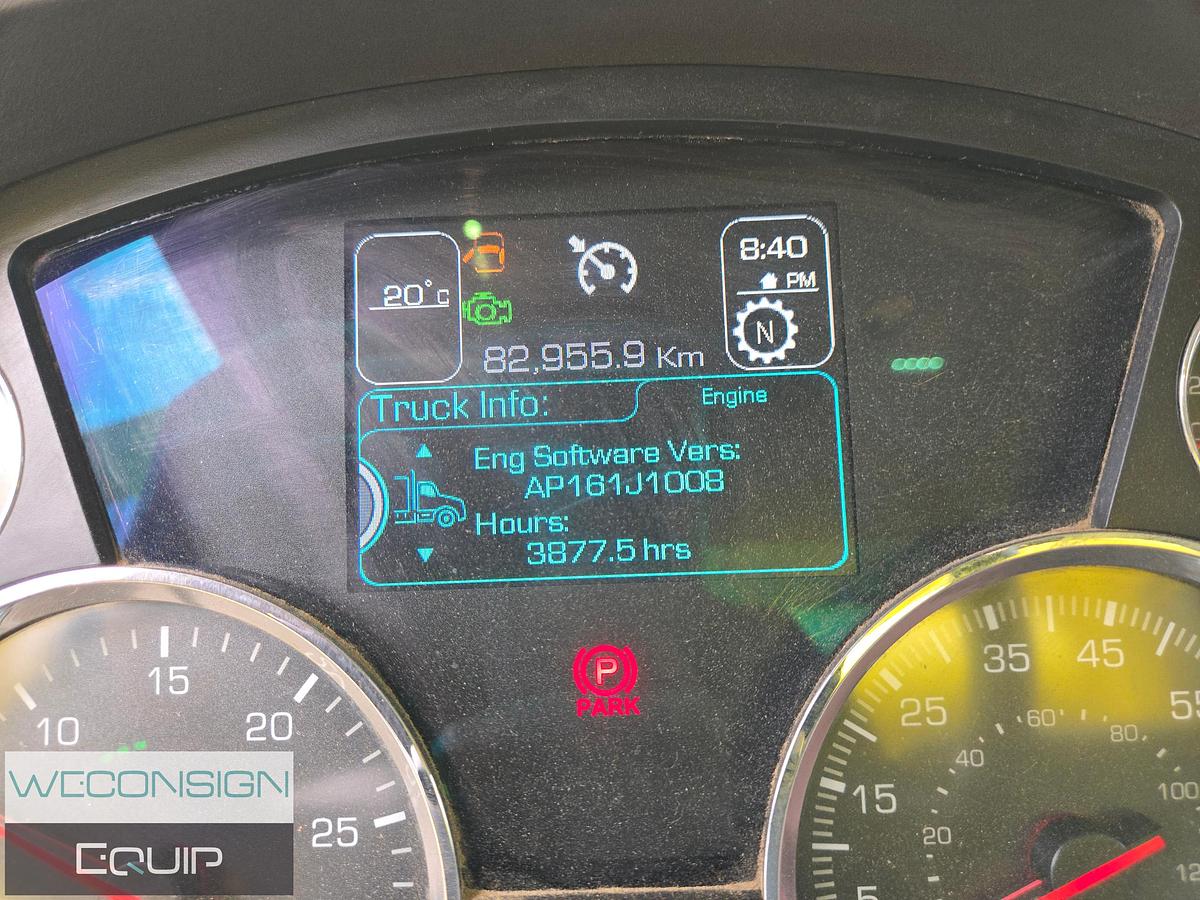 8:40
PM
20°C
N
82,955.9 Km
Truck Info:
Engine
Eng Software Vers:
AP161J1008
Hours:
3877.5 hrs
P
PARK
10
15
20
25
5
15
25
35
45
55
20
40
60
80
100
WECONSIGN
EQUIP